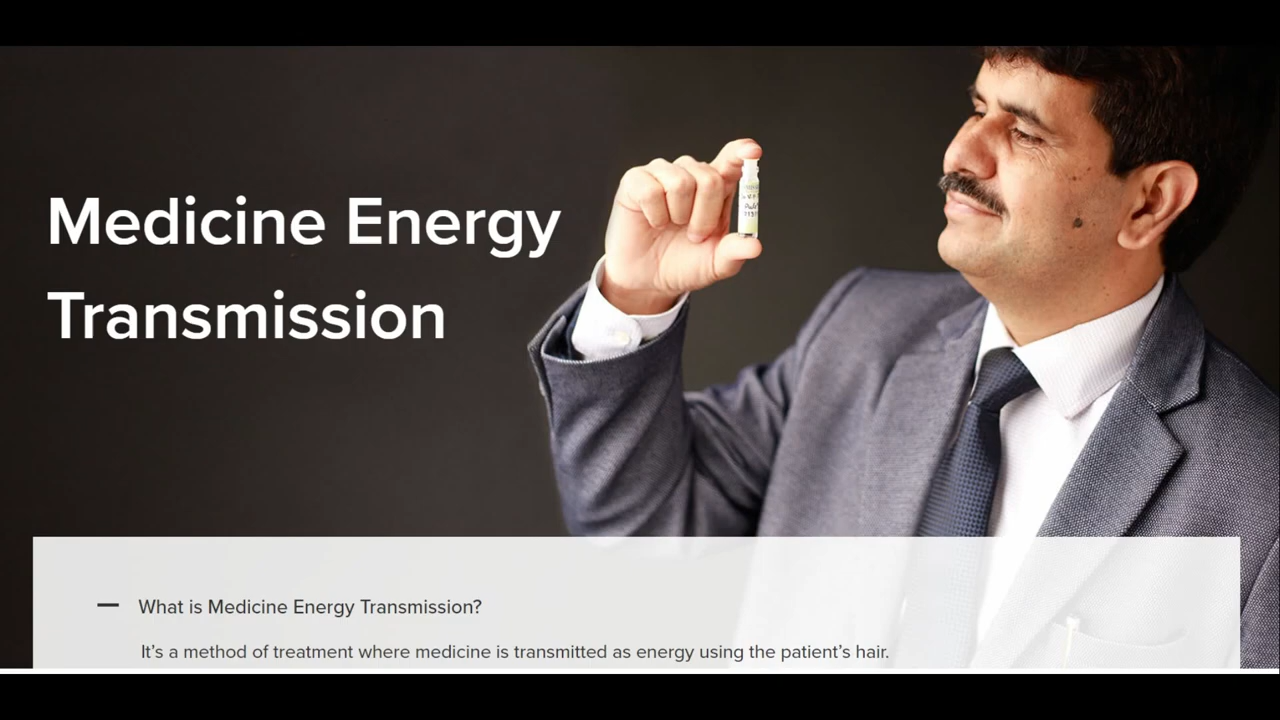 Medicine Energy
Transmission
What is Medicine Energy Transmission?
It's a method of treatment where medicine is transmitted as energy using the patient's hair.